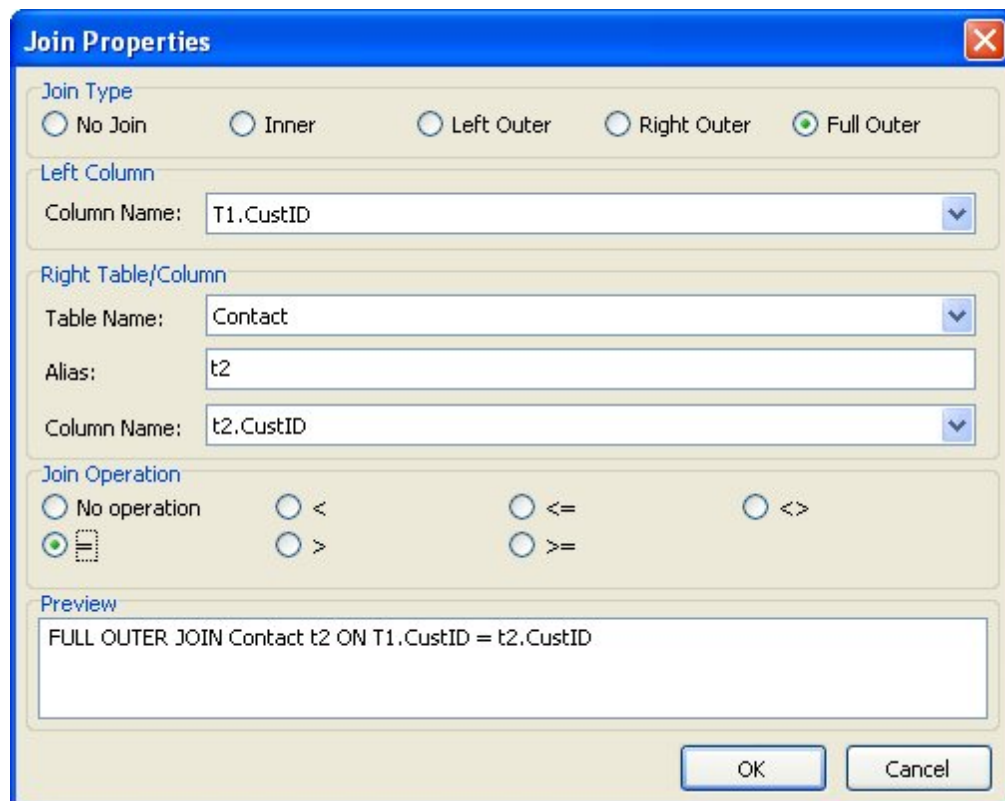 Join Properties
Join Type
No Join Inner Left Outer Right Outer Full Outer
Left Column
Column Name: T1.CustID
Right Table/Column
Table Name: Contact
Alias: t2
Column Name: t2.CustID
Join Operation
No operation < <= <>
= > >=
Preview
FULL OUTER JOIN Contact t2 ON T1.CustID = t2.CustID
OK Cancel